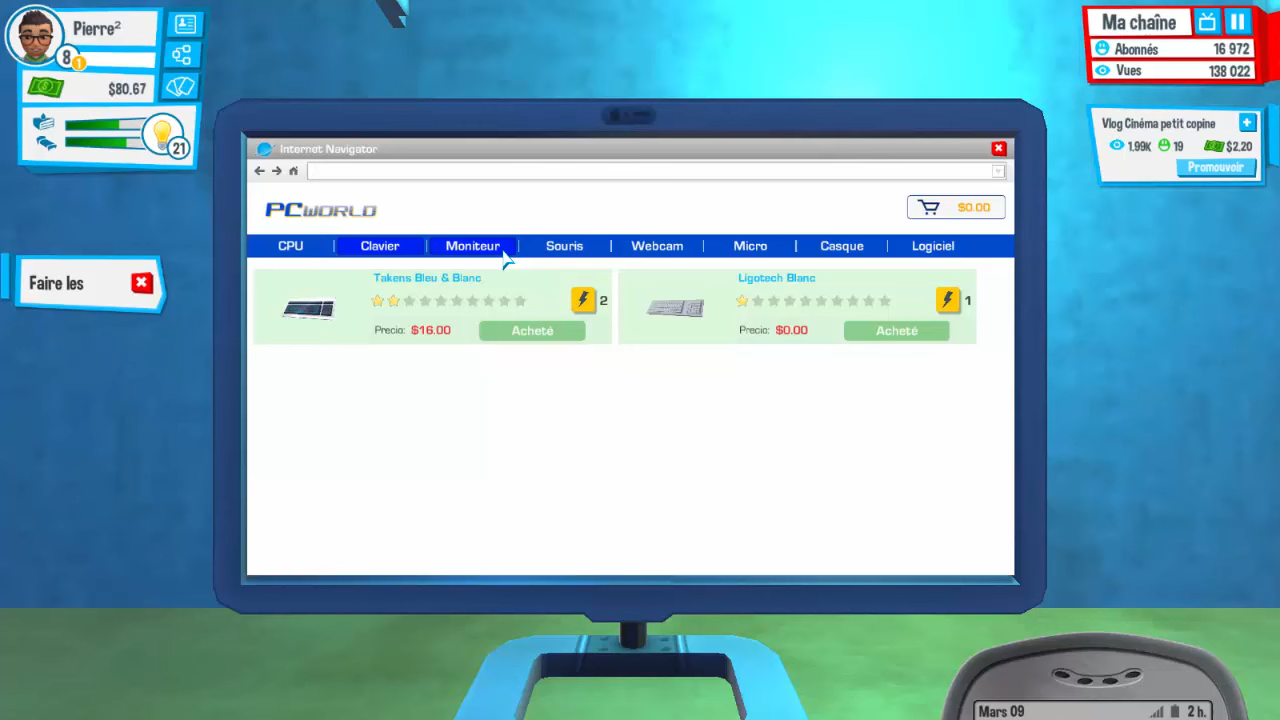 Pierre²
8
1
$80.67
21
Ma chaîne
Abonnés 16 972
Vues 138 022
Vlog Cinéma petit copine
1.99K 19 $2.20
Promouvoir
Faire les
Internet Navigator
PCWORLD
$0.00
CPU | Clavier | Moniteur | Souris | Webcam | Micro | Casque | Logiciel
Takens Bleu & Blanc
2
Precio: $16.00 Acheté
Ligotech Blanc
1
Precio: $0.00 Acheté
Mars 09 2 h.